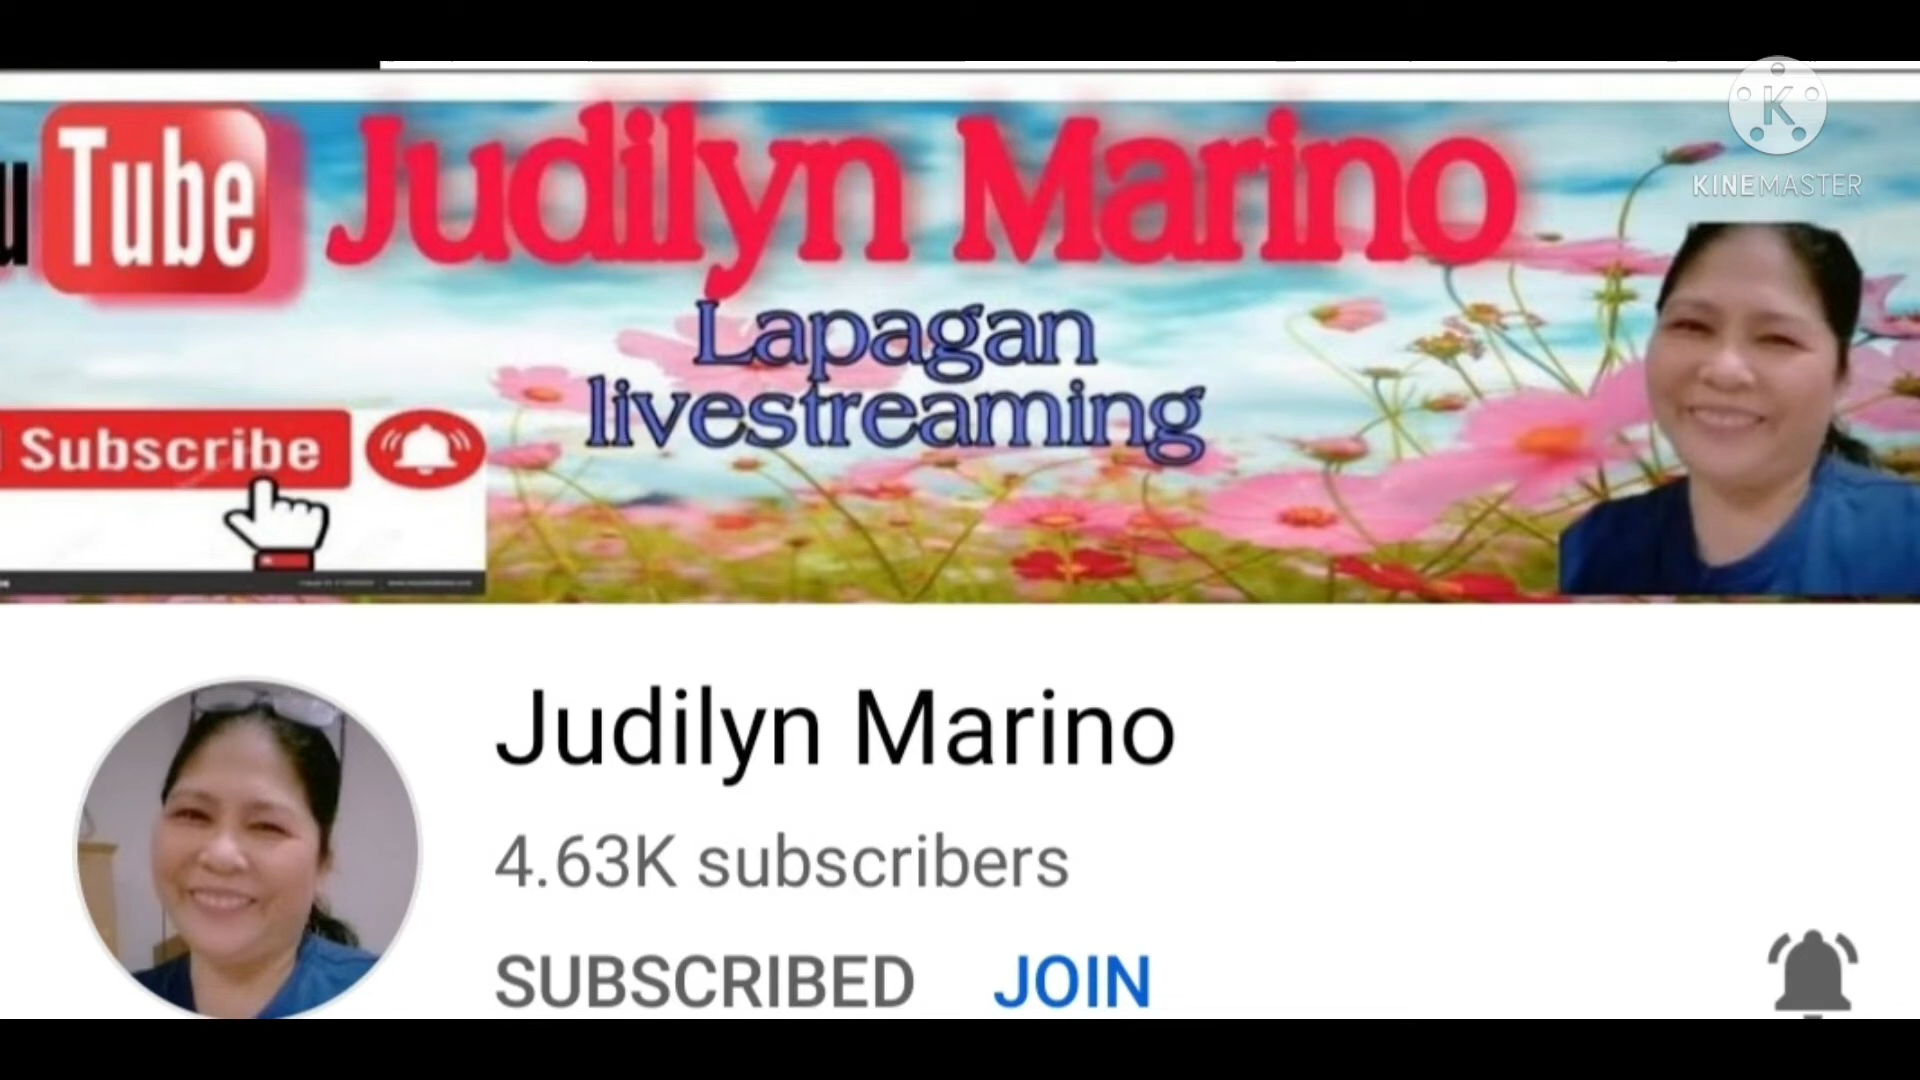 u Tube
Judilyn Marino
K
KINEMASTER
Lapagan
livestreaming
Subscribe
Judilyn Marino
4.63K subscribers
SUBSCRIBED JOIN